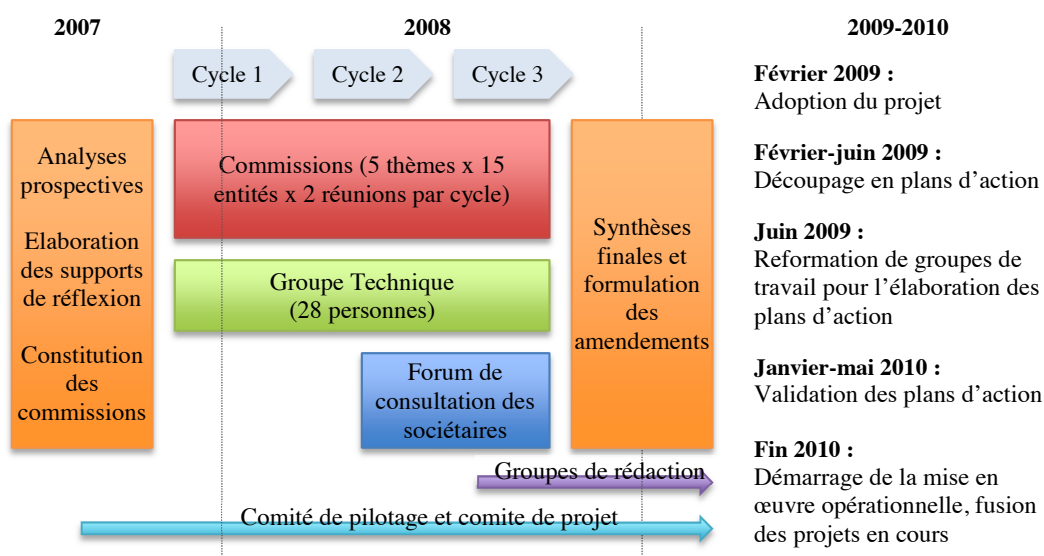 2007
2008
2009-2010
Cycle 1
Cycle 2
Cycle 3
Analyses
prospectives
Elaboration
des supports
de réflexion
Constitution
des
commissions
Commissions (5 thèmes x 15
entités x 2 réunions par cycle)
Groupe Technique
(28 personnes)
Forum de
consultation des
sociétaires
Synthèses
finales et
formulation
des
amendements
Groupes de rédaction
Comité de pilotage et comite de projet
Février 2009 :
Adoption du projet
Février-juin 2009 :
Découpage en plans d’action
Juin 2009 :
Reformation de groupes de
travail pour l’élaboration des
plans d’action
Janvier-mai 2010 :
Validation des plans d’action
Fin 2010 :
Démarrage de la mise en
œuvre opérationnelle, fusion
des projets en cours